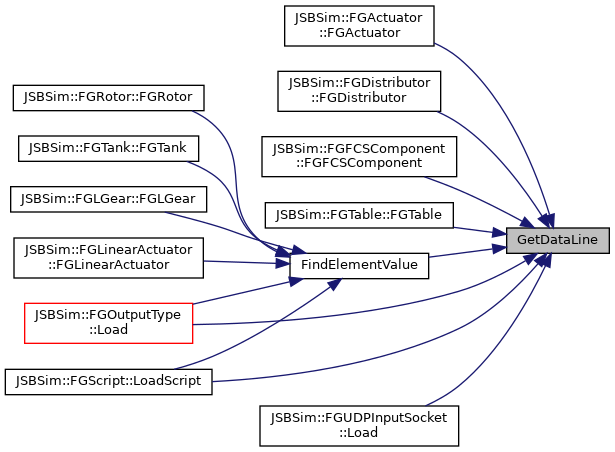 JSBSim::FGActuator
::FGActuator
JSBSim::FGDistributor
::FGDistributor
JSBSim::FGRotor::FGRotor
JSBSim::FGTank::FGTank
JSBSim::FGFCSComponent
::FGFCSComponent
JSBSim::FGLGear::FGLGear
JSBSim::FGTable::FGTable
GetDataLine
JSBSim::FGLinearActuator
::FGLinearActuator
FindElementValue
JSBSim::FGOutputType
::Load
JSBSim::FGScript::LoadScript
JSBSim::FGUDPInputSocket
::Load